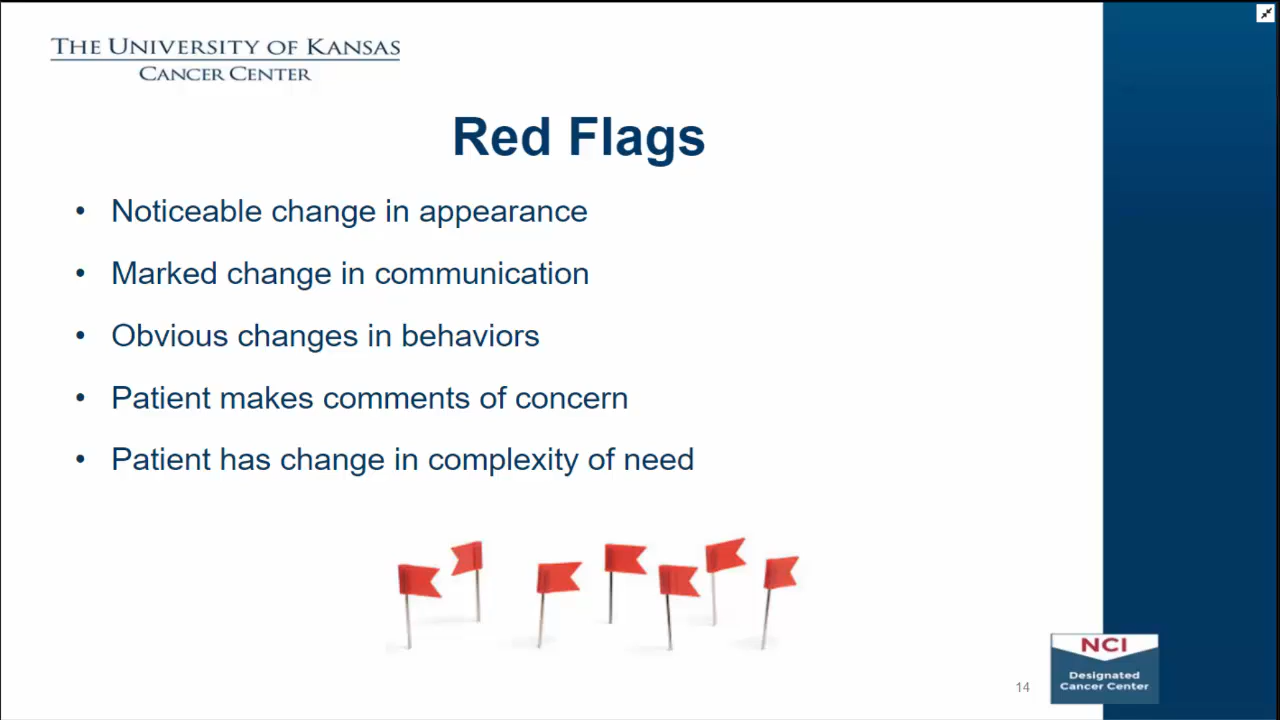 THE UNIVERSITY OF KANSAS
CANCER CENTER
Red Flags
• Noticeable change in appearance
• Marked change in communication
• Obvious changes in behaviors
• Patient makes comments of concern
• Patient has change in complexity of need
14
NCI
Designated
Cancer Center